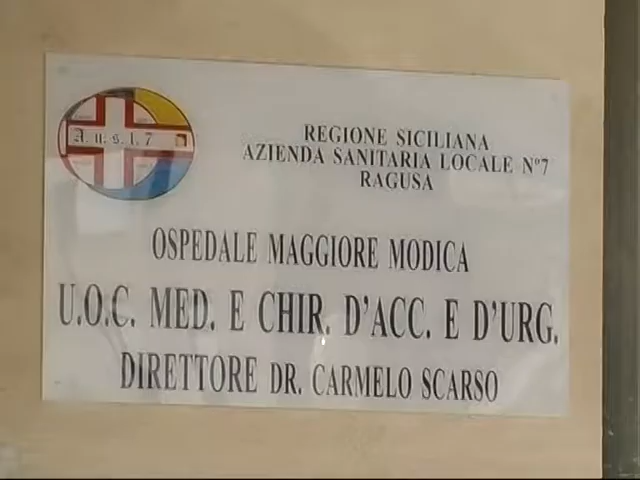 A. u. s. l. 7
REGIONE SICILIANA
AZIENDA SANITARIA LOCALE N°7
RAGUSA
OSPEDALE MAGGIORE MODICA
U.O.C. MED. E CHIR. D'ACC. E D'URG.
DIRETTORE DR. CARMELO SCARSO